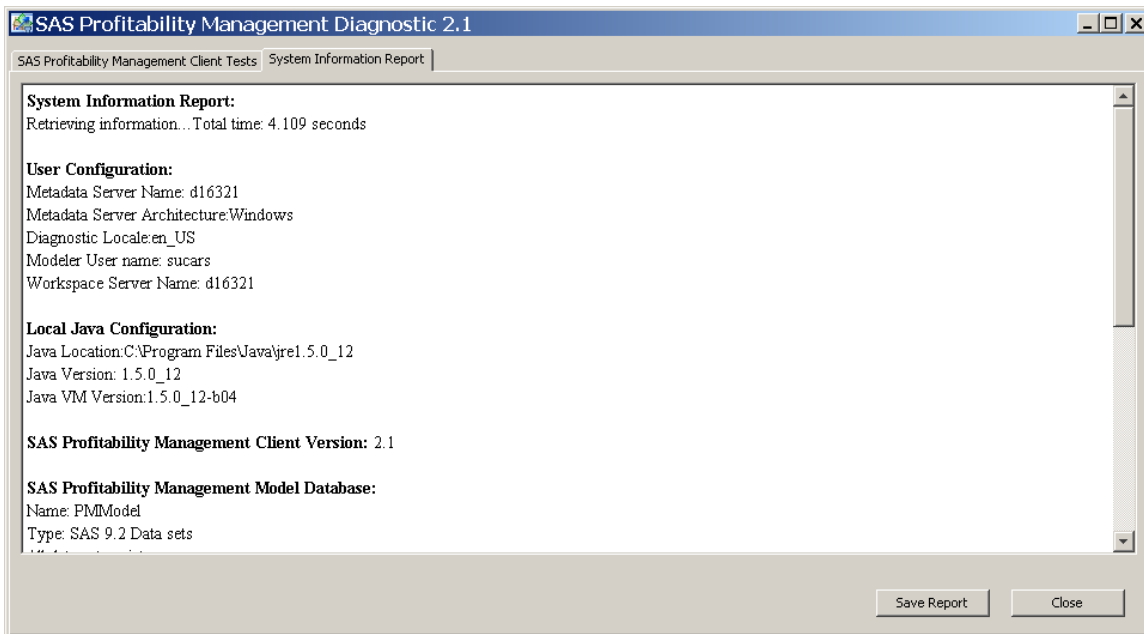 SAS Profitability Management Diagnostic 2.1
SAS Profitability Management Client Tests System Information Report
System Information Report:
Retrieving information...Total time: 4.109 seconds
User Configuration:
Metadata Server Name: d16321
Metadata Server Architecture:Windows
Diagnostic Locale:en_US
Modeler User name: sucars
Workspace Server Name: d16321
Local Java Configuration:
Java Location:C:\Program Files\Java\jre1.5.0_12
Java Version: 1.5.0_12
Java VM Version:1.5.0_12-b04
SAS Profitability Management Client Version: 2.1
SAS Profitability Management Model Database:
Name: PMModel
Type: SAS 9.2 Data sets
Save Report Close